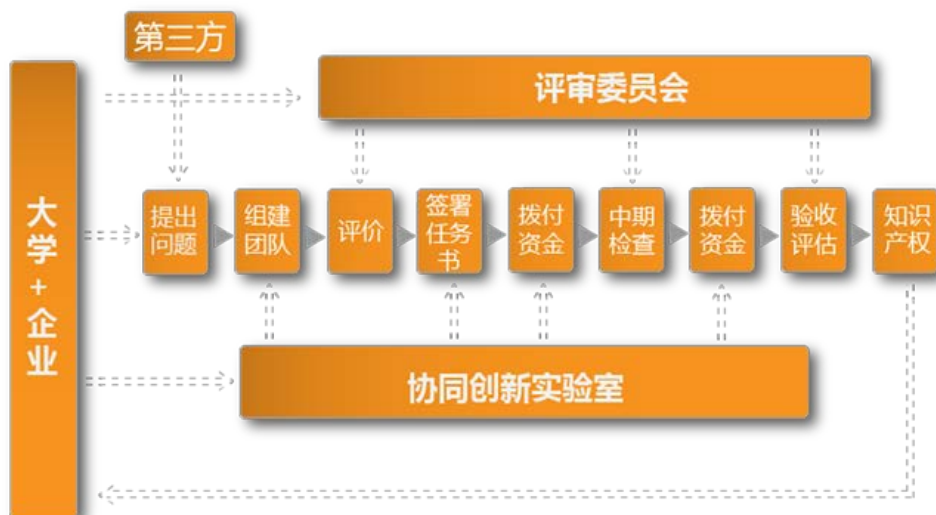 第三方
评审委员会
大学+企业
提出
问题
组建
团队
评价
签署
任务
书
拨付
资金
中期
检查
拨付
资金
验收
评估
知识
产权
协同创新实验室